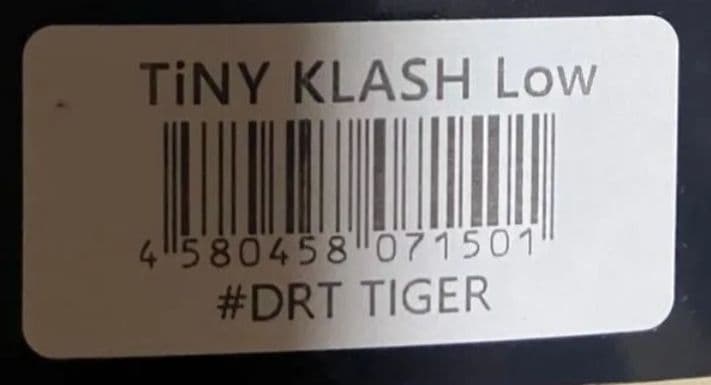 TiNY KLASH Low
4 580458 071501
#DRT TIGER